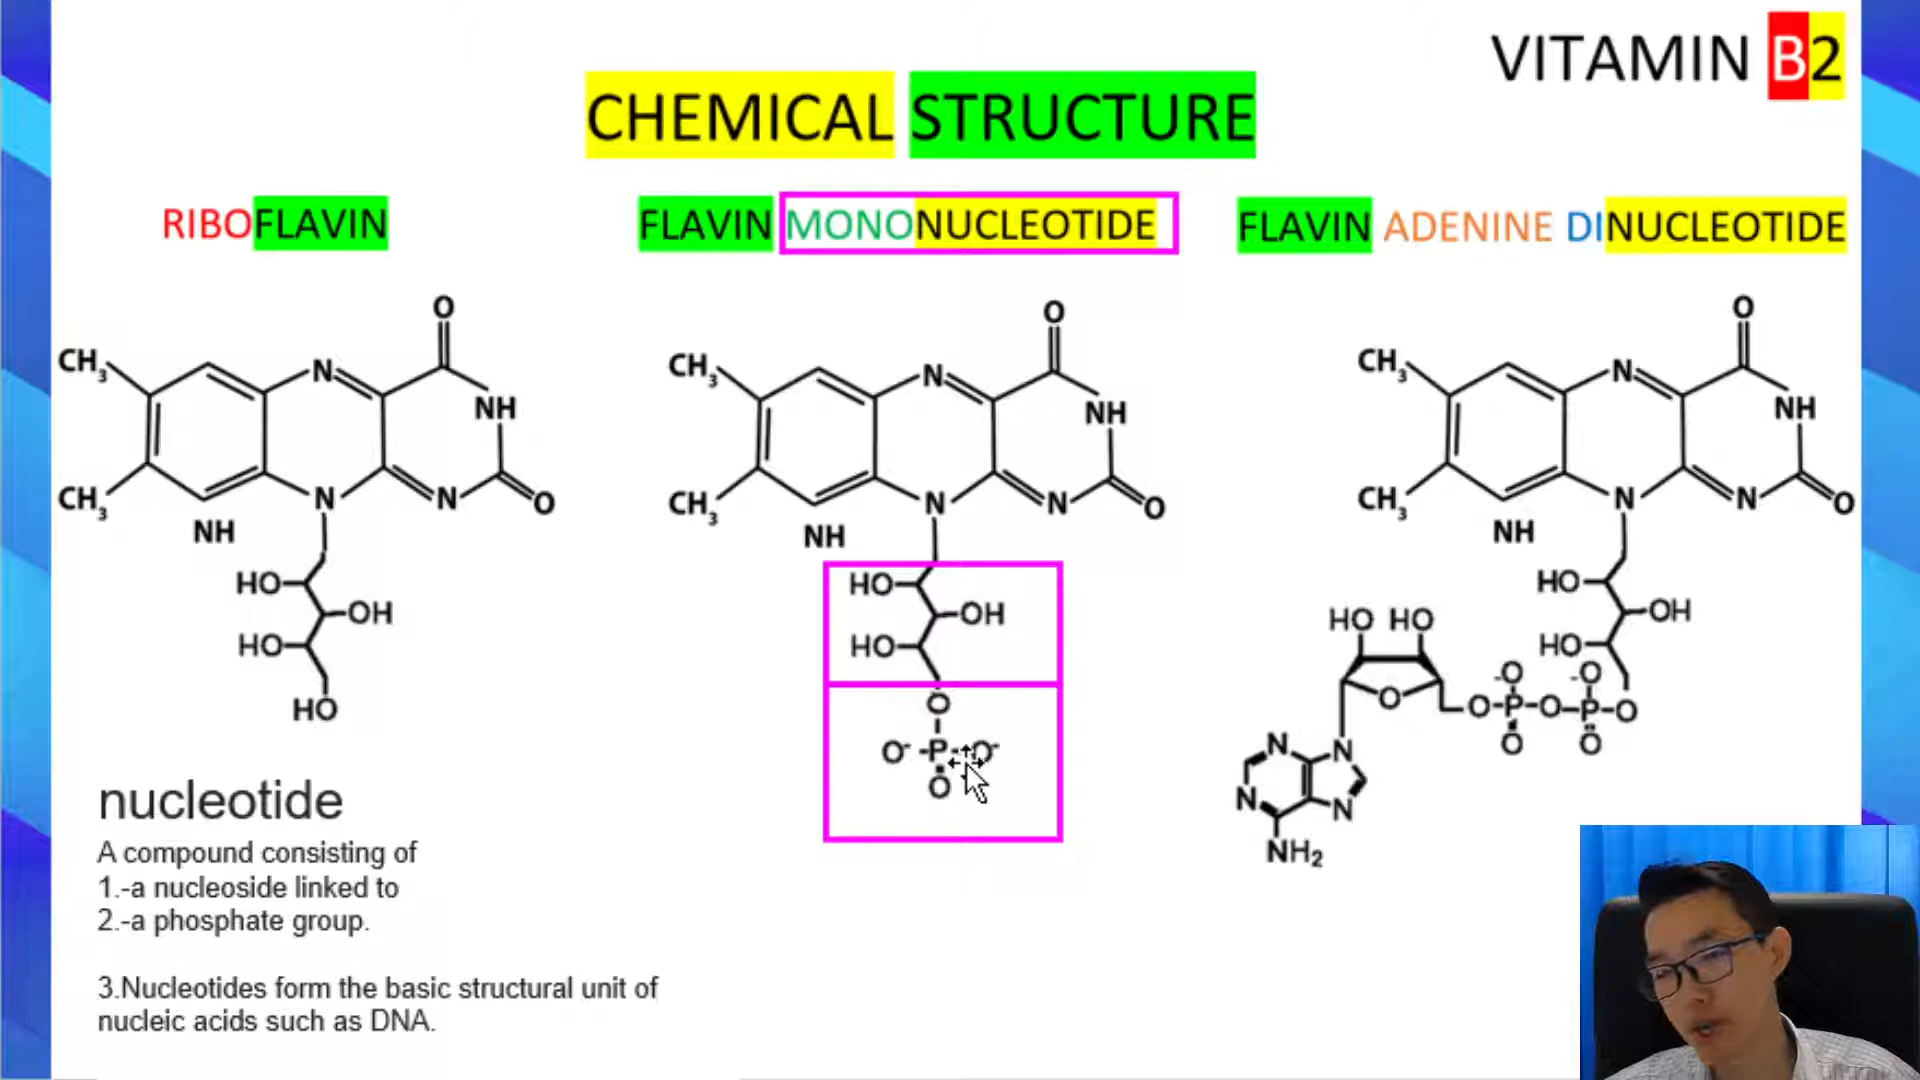 VITAMIN B2
CHEMICAL STRUCTURE
RIBOFLAVIN
FLAVIN MONONUCLEOTIDE
FLAVIN ADENINE DINUCLEOTIDE
O
CH3
N
NH
CH3
N
N
O
NH
HO
OH
HO
HO
O
CH3
N
NH
CH3
N
N
O
NH
HO
OH
HO
O
O- -P- O-
O
O
CH3
N
NH
CH3
N
N
O
NH
HO
OH
HO
HO HO
-O
-O
O
O-P-O-P-O
O
O
N
N
N
N
NH2
nucleotide
A compound consisting of
1.-a nucleoside linked to
2.-a phosphate group.
3.Nucleotides form the basic structural unit of
nucleic acids such as DNA.